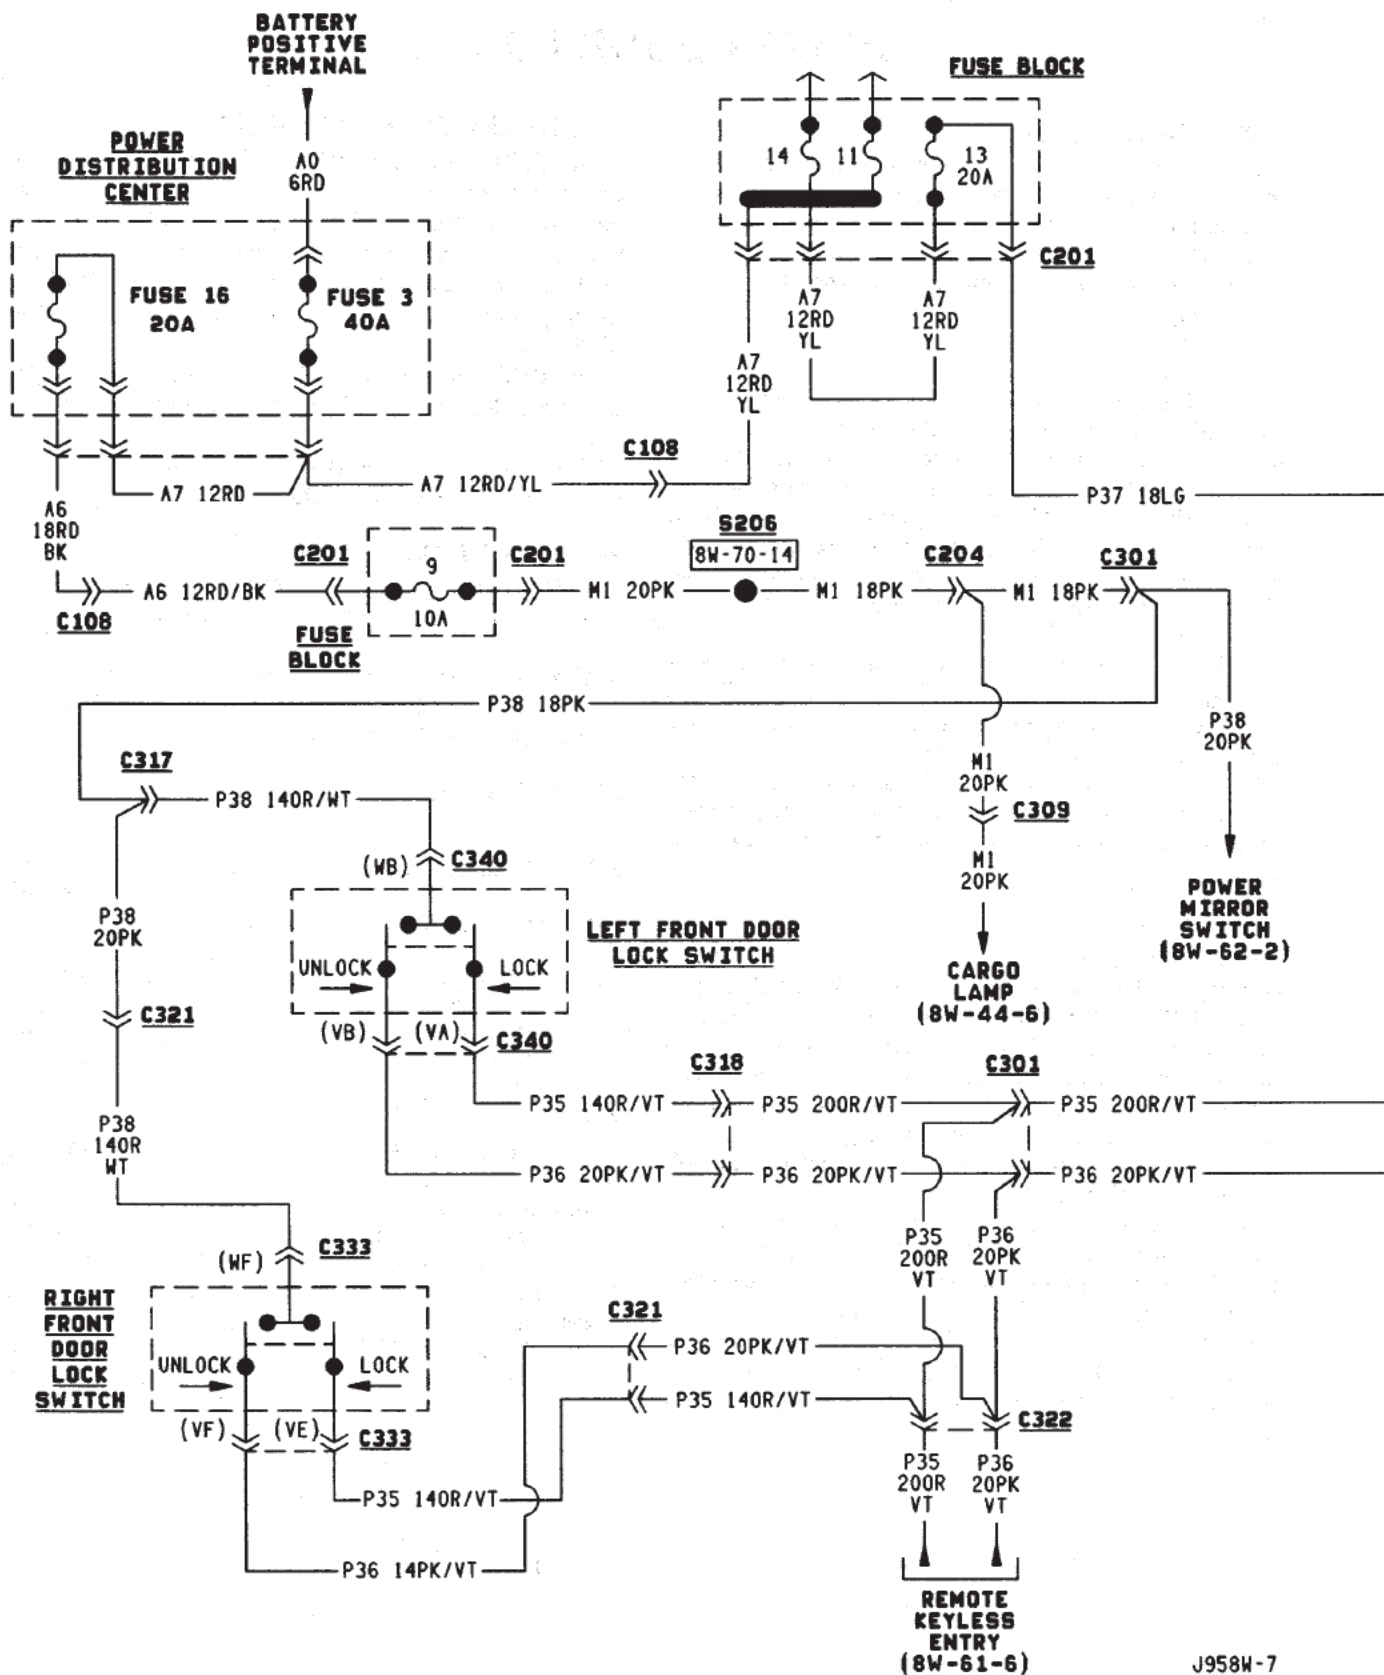 BATTERY
POSITIVE
TERMINAL
FUSE BLOCK
POWER
DISTRIBUTION
CENTER
A0
6RD
14
11
13
20A
FUSE 16
20A
FUSE 3
40A
C201
A7
12RD
YL
A7
12RD
YL
A7
12RD
YL
C108
A7 12RD
A7 12RD/YL
P37 18LG
A6
18RD
BK
S206
8W-70-14
C201
9
10A
C201
C204
C301
A6 12RD/BK
M1 20PK
M1 18PK
M1 18PK
C108
FUSE
BLOCK
P38 18PK
P38
20PK
C317
M1
20PK
P38 14OR/WT
C309
(WB)
C340
M1
20PK
POWER
MIRROR
SWITCH
(8W-62-2)
P38
20PK
LEFT FRONT DOOR
LOCK SWITCH
UNLOCK
LOCK
CARGO
LAMP
(8W-44-6)
C321
(VB)
(VA)
C340
C318
C301
P35 14OR/VT
P35 20OR/VT
P35 20OR/VT
P38
14OR
WT
P36 20PK/VT
P36 20PK/VT
P36 20PK/VT
C333
(WF)
P35
20OR
VT
P36
20PK
VT
RIGHT
FRONT
DOOR
LOCK
SWITCH
C321
UNLOCK
LOCK
P36 20PK/VT
P35 14OR/VT
(VF)
(VE)
C333
C322
P35
20OR
VT
P36
20PK
VT
P35 14OR/VT
P36 14PK/VT
REMOTE
KEYLESS
ENTRY
(8W-61-6)
J958W-7